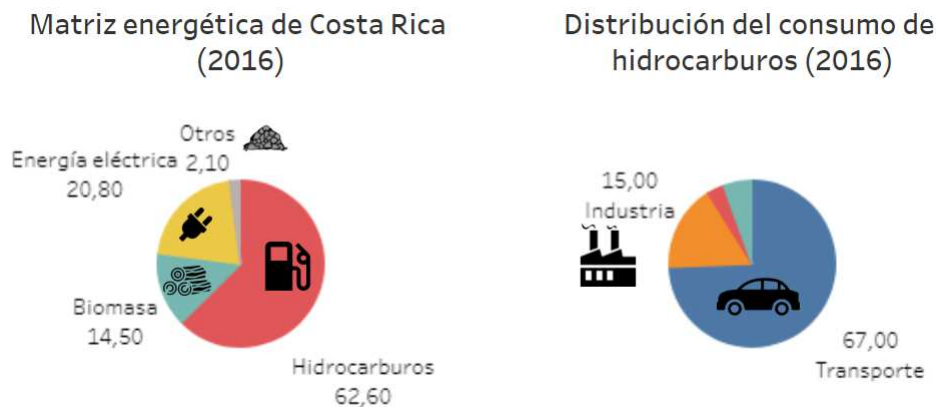 Matriz energética de Costa Rica
(2016)
Otros
2,10
Energía eléctrica
20,80
Biomasa
14,50
Hidrocarburos
62,60
Distribución del consumo de
hidrocarburos (2016)
15,00
Industria
67,00
Transporte